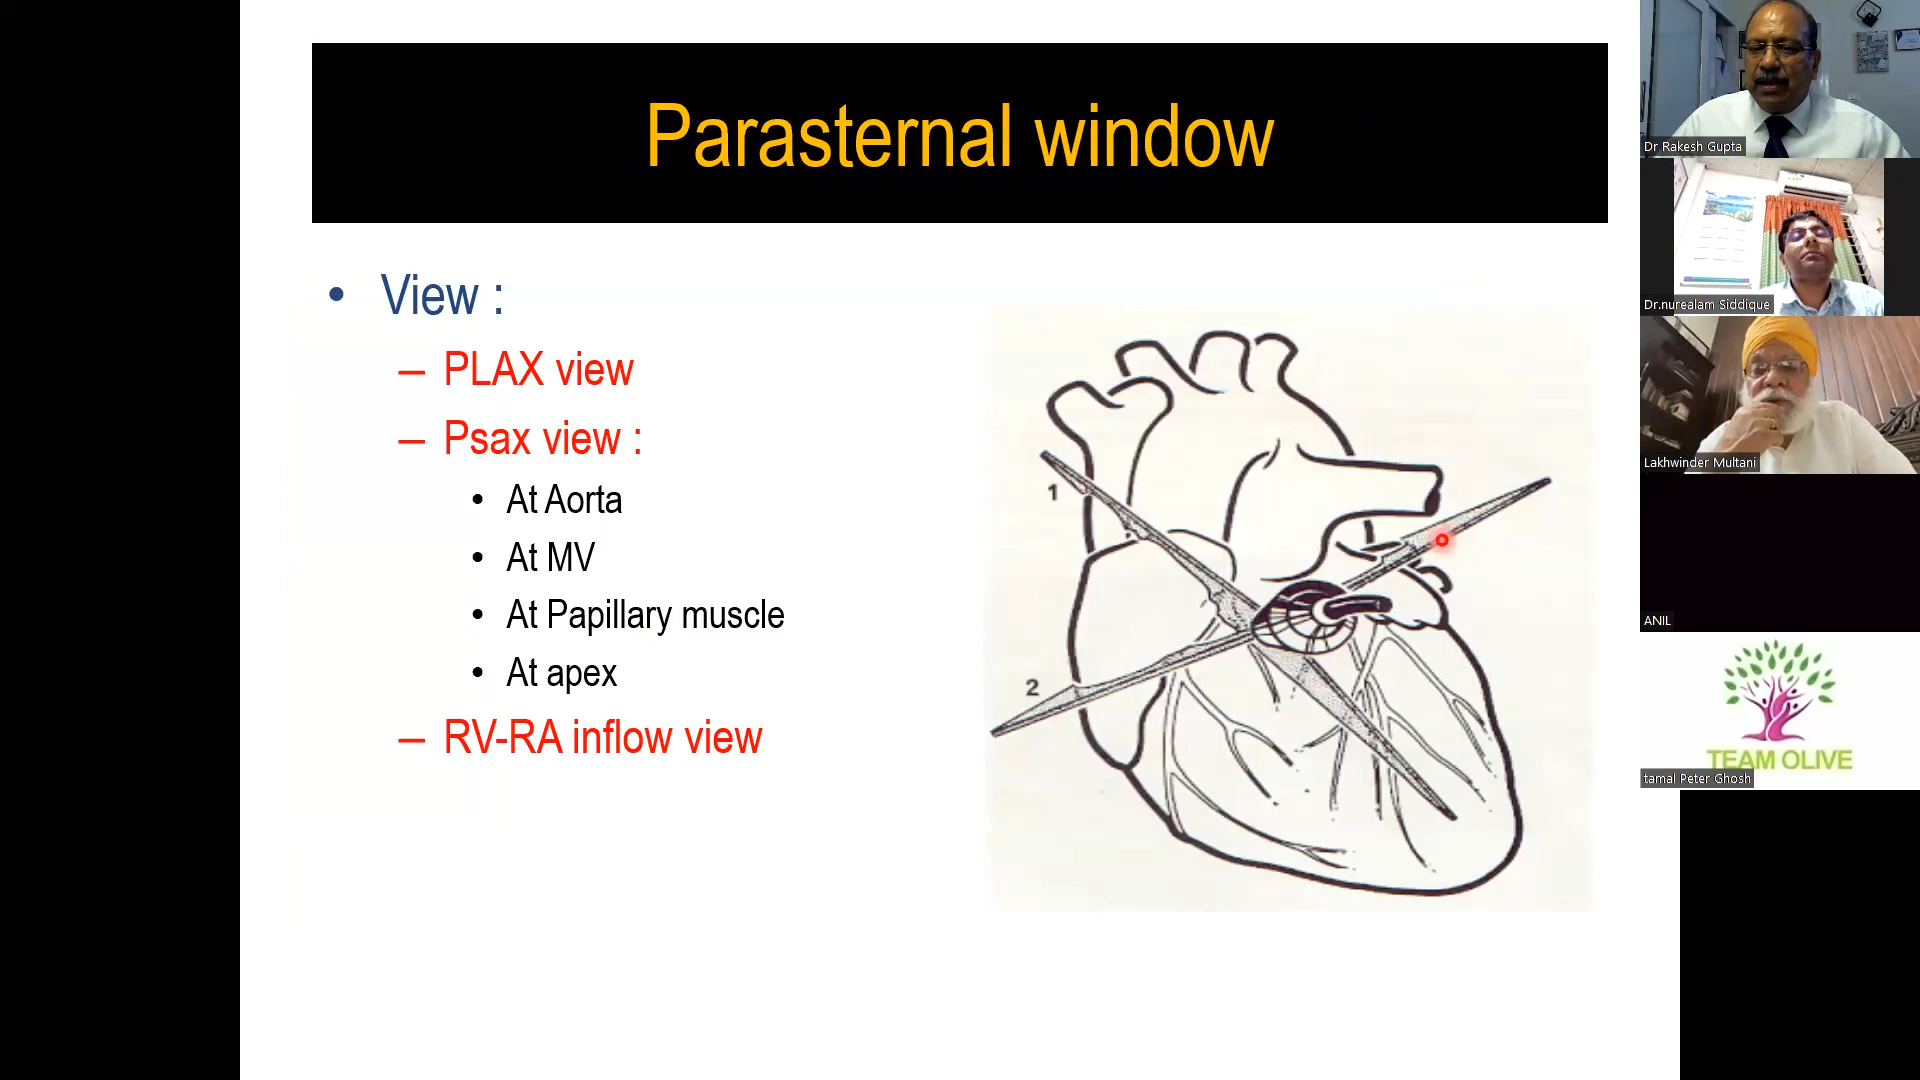 Parasternal window
• View :
– PLAX view
– Psax view :
• At Aorta
• At MV
• At Papillary muscle
• At apex
– RV-RA inflow view
1
2
Dr Rakesh Gupta
Dr.nurealam Siddique
Lakhwinder Multani
ANIL
TEAM OLIVE
tamal Peter Ghosh